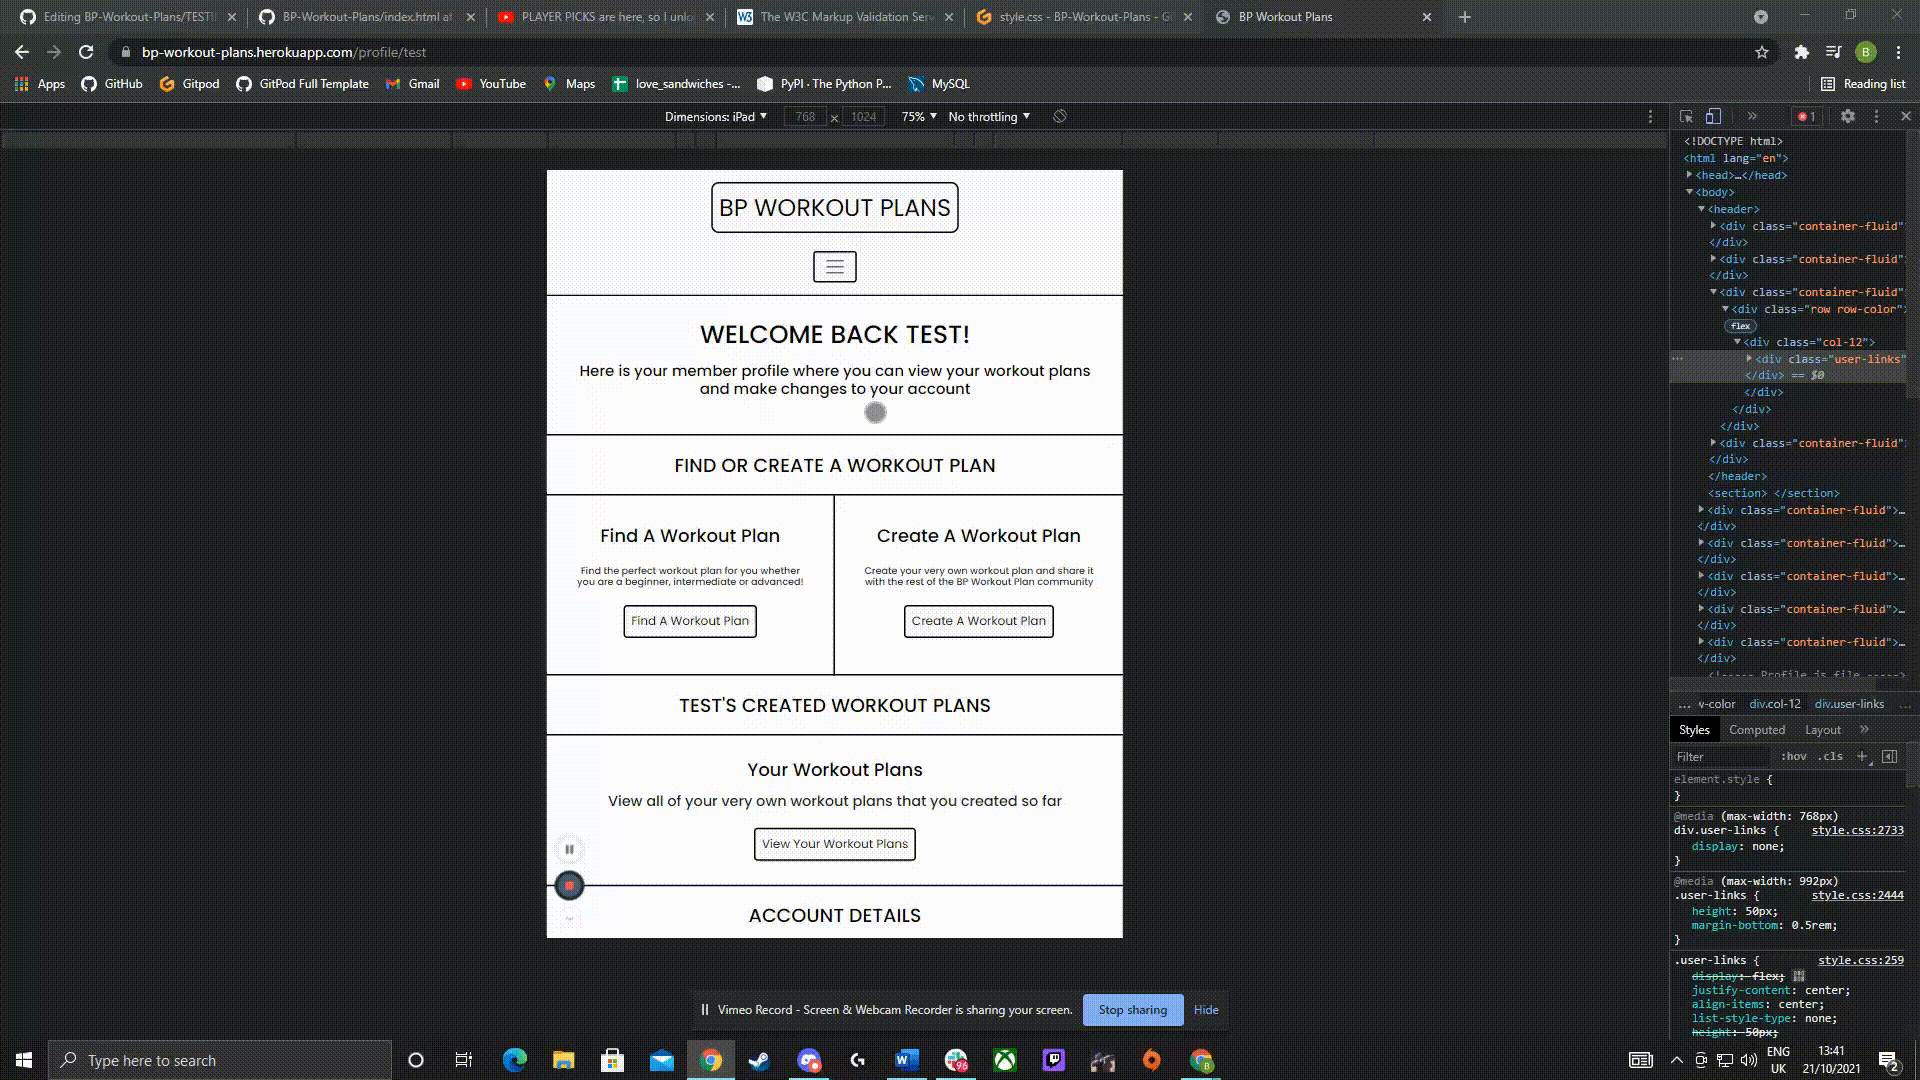 Editing BP-Workout-Plans/TESTI
BP-Workout-Plans/index.html at
PLAYER PICKS are here, so I unlo
The W3C Markup Validation Serv
style.css - BP-Workout-Plans - Gi
BP Workout Plans
bp-workout-plans.herokuapp.com/profile/test
B
Apps
GitHub
Gitpod
GitPod Full Template
Gmail
YouTube
Maps
love_sandwiches -...
PyPI · The Python P...
MySQL
Reading list
Dimensions: iPad
768 x 1024
75%
No throttling
1
BP WORKOUT PLANS
WELCOME BACK TEST!
Here is your member profile where you can view your workout plans
and make changes to your account
FIND OR CREATE A WORKOUT PLAN
Find A Workout Plan
Find the perfect workout plan for you whether
you are a beginner, intermediate or advanced!
Find A Workout Plan
Create A Workout Plan
Create your very own workout plan and share it
with the rest of the BP Workout Plan community
Create A Workout Plan
TEST'S CREATED WORKOUT PLANS
Your Workout Plans
View all of your very own workout plans that you created so far
View Your Workout Plans
ACCOUNT DETAILS
<!DOCTYPE html>
<html lang="en">
<head>…</head>
<body>
<header>
<div class="container-fluid"
</div>
<div class="container-fluid"
</div>
<div class="container-fluid"
<div class="row row-color">
flex
<div class="col-12">
<div class="user-links"
</div> == $0
</div>
</div>
</div>
<div class="container-fluid"
</div>
</header>
<section> </section>
<div class="container-fluid">…
</div>
<div class="container-fluid">…
</div>
<div class="container-fluid">…
</div>
<div class="container-fluid">…
</div>
<div class="container-fluid">…
</div>
<!----- Profile js file ----->
... w-color div.col-12 div.user-links ...
Styles Computed Layout
Filter :hov .cls
element.style {
}
@media (max-width: 768px)
div.user-links { style.css:2733
display: none;
}
@media (max-width: 992px)
.user-links { style.css:2444
height: 50px;
margin-bottom: 0.5rem;
}
.user-links { style.css:259
display: flex;
justify-content: center;
align-items: center;
list-style-type: none;
height: 50px;
Vimeo Record - Screen & Webcam Recorder is sharing your screen.
Stop sharing
Hide
Type here to search
96
B
ENG
UK
13:41
21/10/2021
2